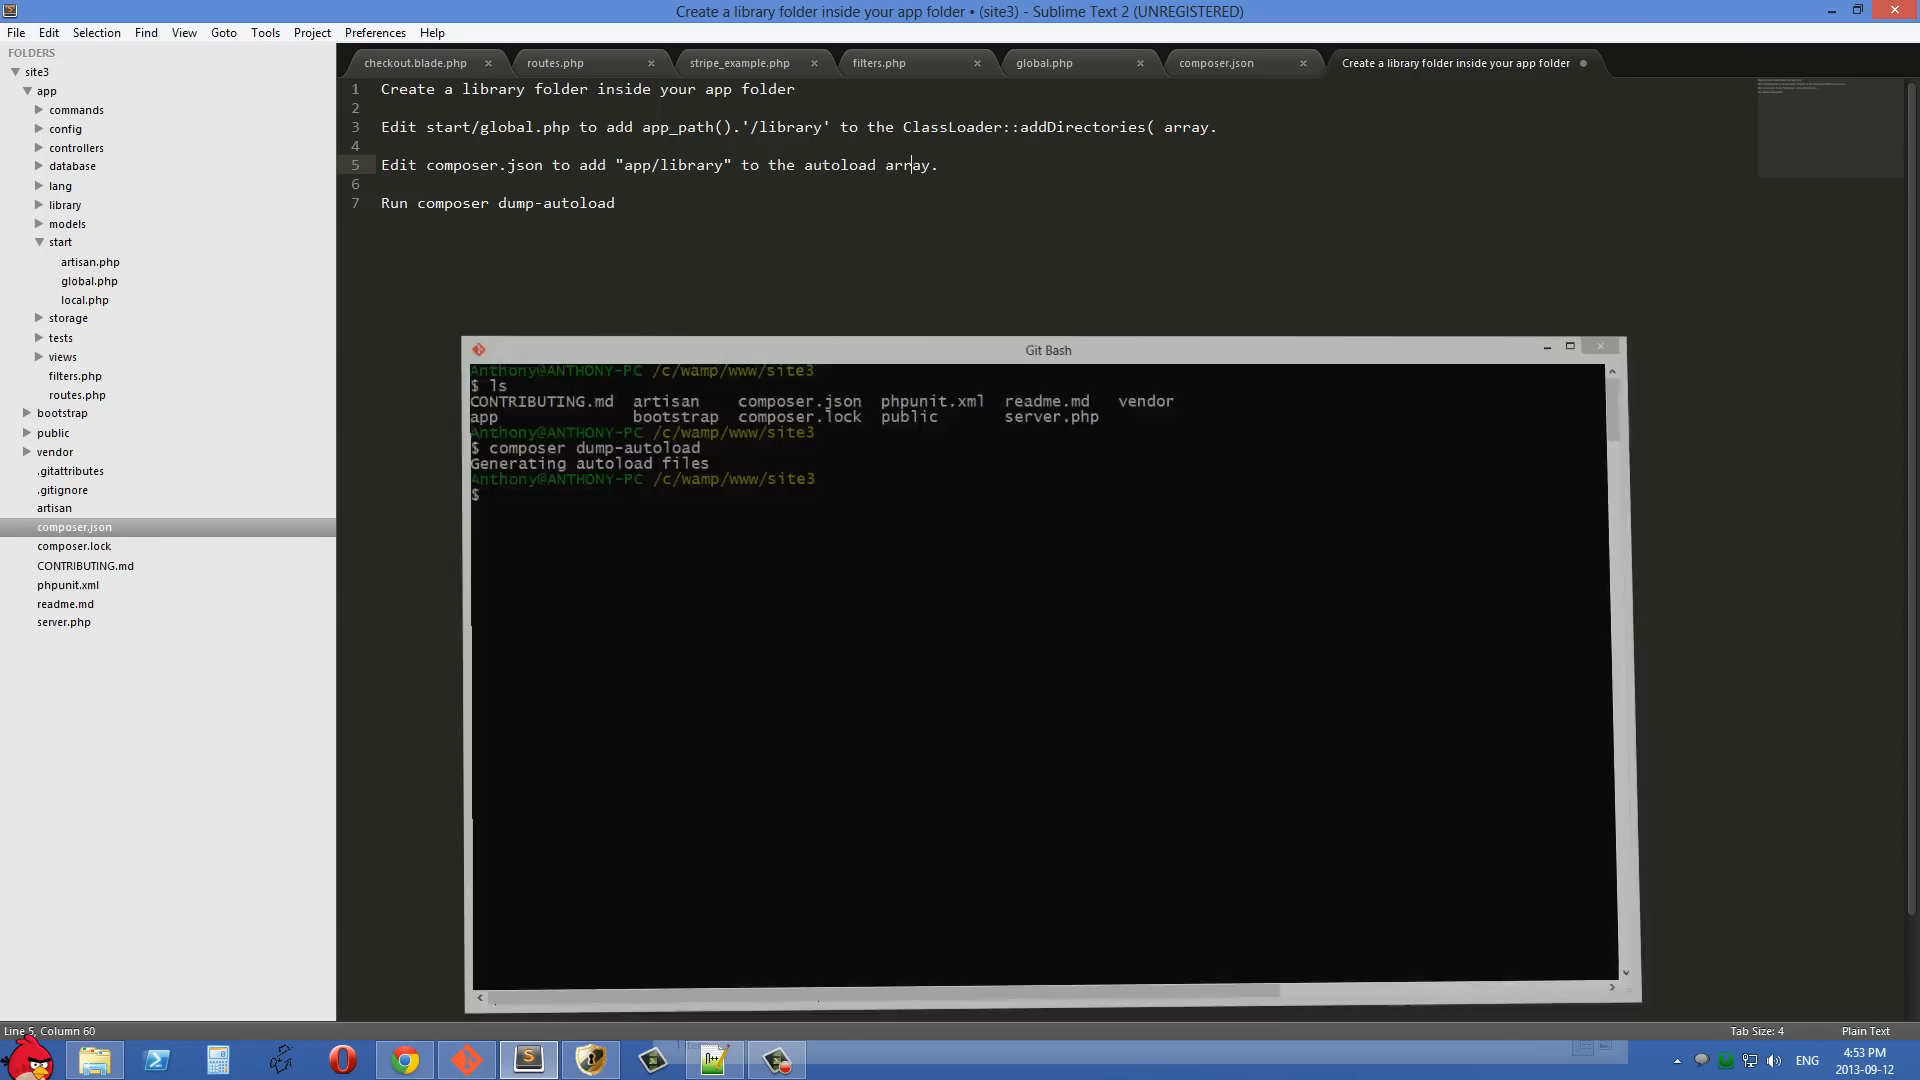 Create a library folder inside your app folder • (site3) - Sublime Text 2 (UNREGISTERED)
File Edit Selection Find View Goto Tools Project Preferences Help
FOLDERS
site3
app
commands
config
controllers
database
lang
library
models
start
artisan.php
global.php
local.php
storage
tests
views
filters.php
routes.php
bootstrap
public
vendor
.gitattributes
.gitignore
artisan
composer.json
composer.lock
CONTRIBUTING.md
phpunit.xml
readme.md
server.php
checkout.blade.php routes.php stripe_example.php filters.php global.php composer.json Create a library folder inside your app folder
1 Create a library folder inside your app folder
2
3 Edit start/global.php to add app_path().'/library' to the ClassLoader::addDirectories( array.
4
5 Edit composer.json to add "app/library" to the autoload array.
6
7 Run composer dump-autoload
Git Bash
Anthony@ANTHONY-PC /c/wamp/www/site3
$ ls
CONTRIBUTING.md artisan composer.json phpunit.xml readme.md vendor
app bootstrap composer.lock public server.php
Anthony@ANTHONY-PC /c/wamp/www/site3
$ composer dump-autoload
Generating autoload files
Anthony@ANTHONY-PC /c/wamp/www/site3
$
Line 5, Column 60
Tab Size: 4 Plain Text
ENG
4:53 PM
2013-09-12